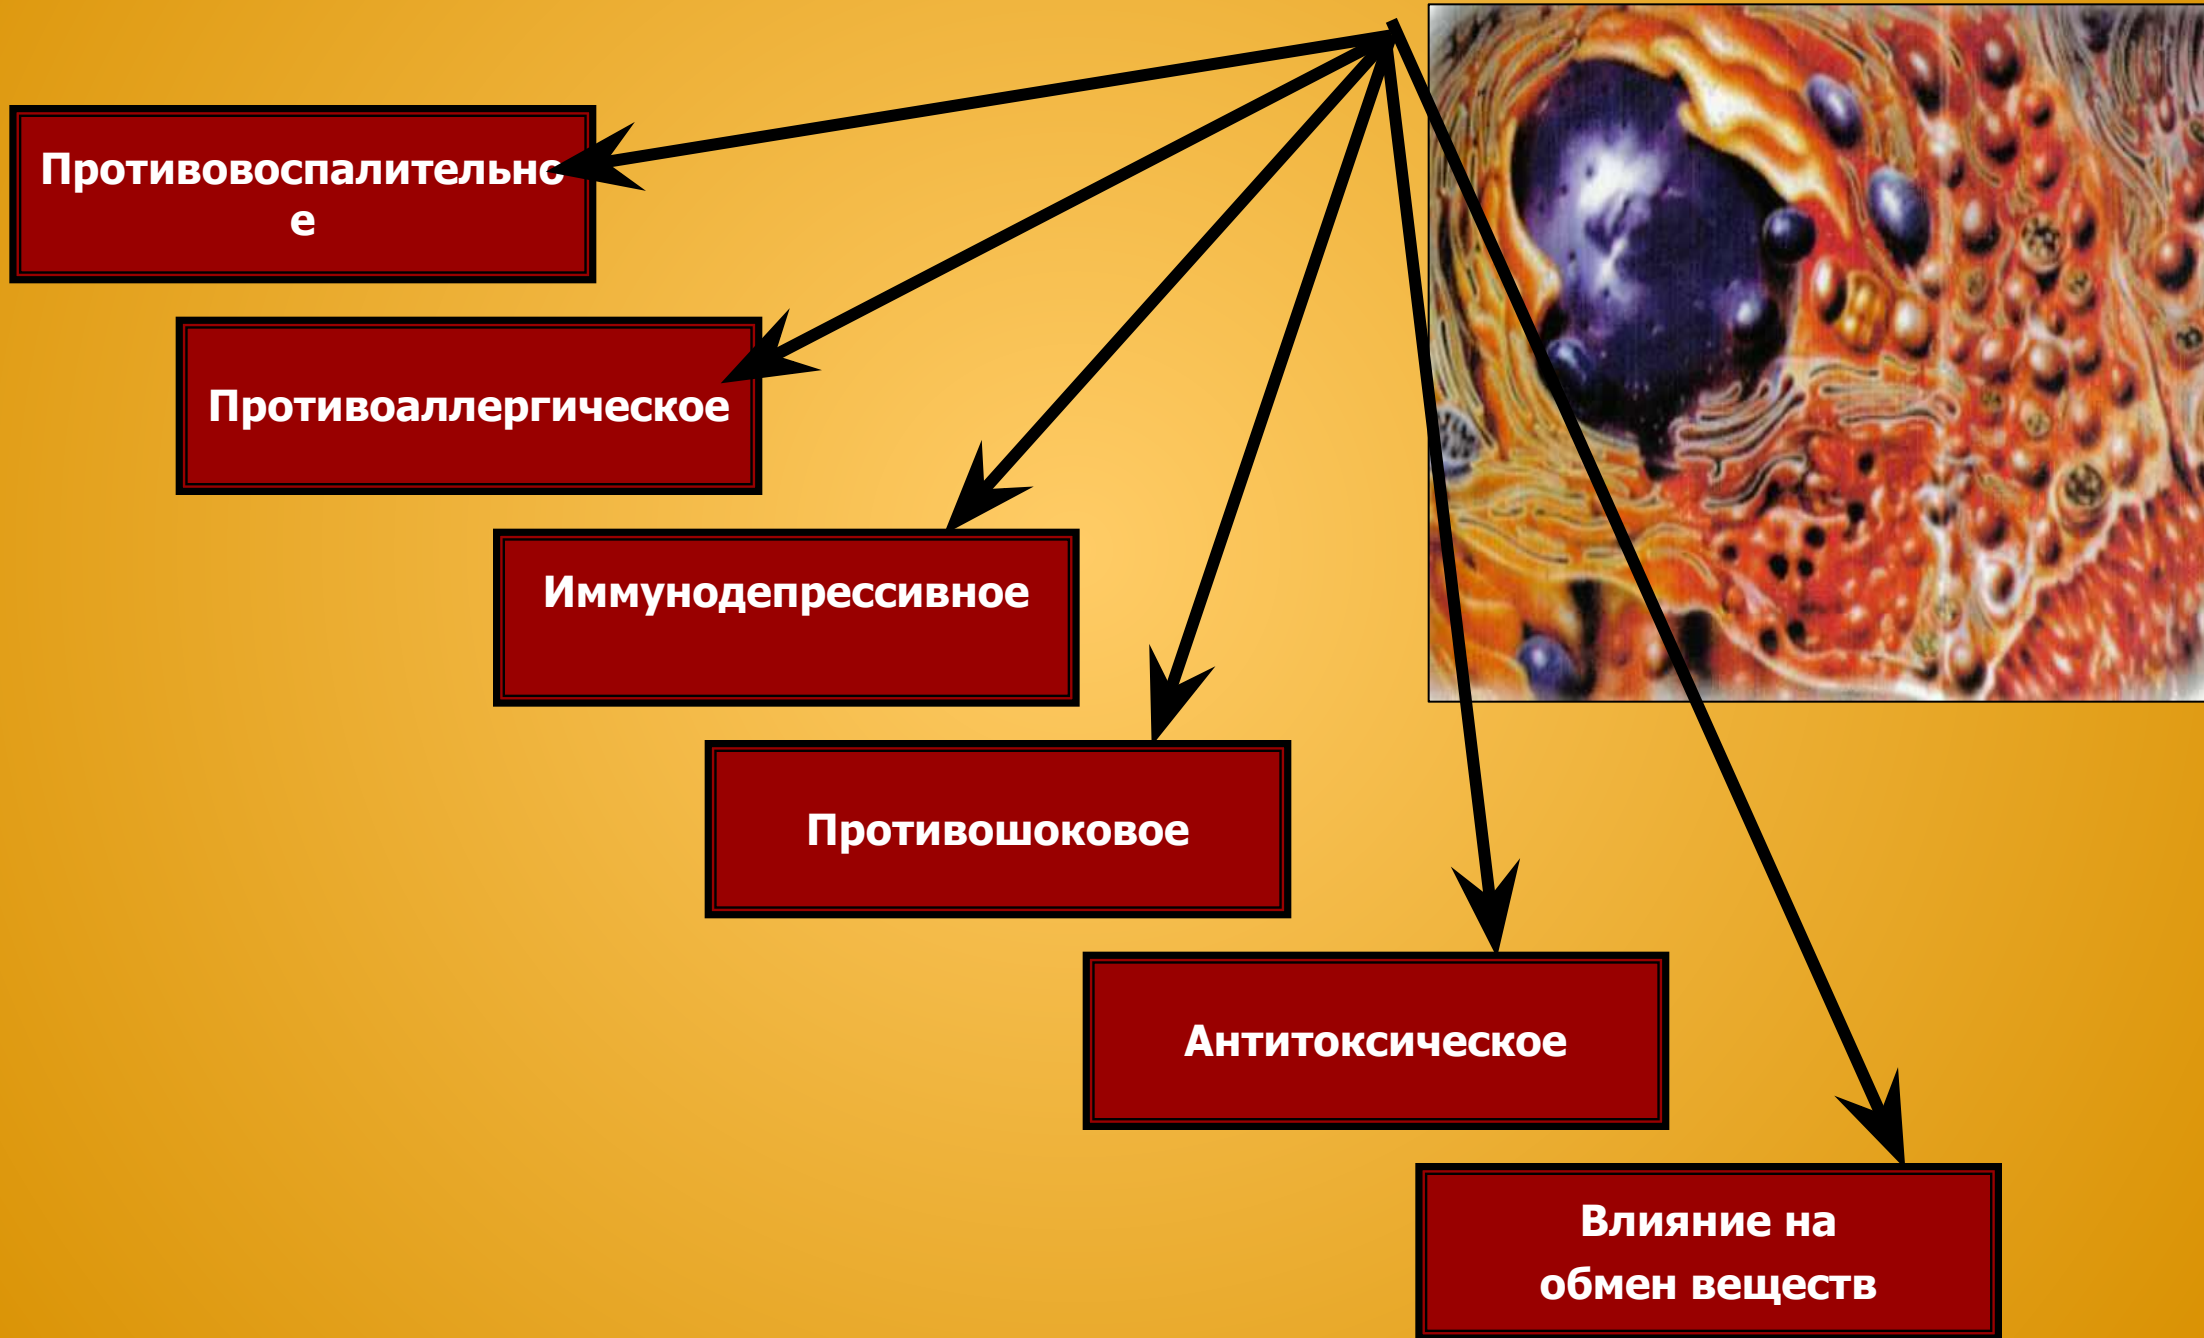 Противовоспалительно
е
Противоаллергическое
Иммунодепрессивное
Противошоковое
Антитоксическое
Влияние на
обмен веществ